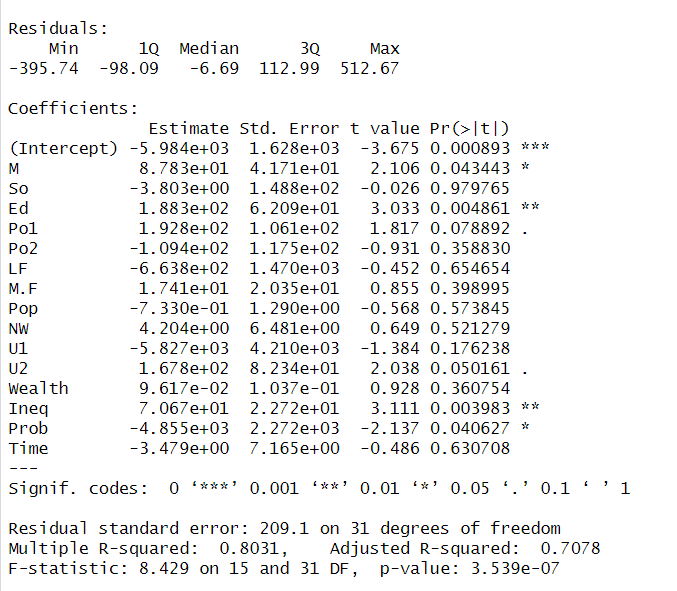 Residuals:
    Min      1Q  Median      3Q     Max
-395.74  -98.09   -6.69  112.99  512.67
Coefficients:
              Estimate Std. Error t value Pr(>|t|)
(Intercept) -5.984e+03  1.628e+03  -3.675 0.000893 ***
M            8.783e+01  4.171e+01   2.106 0.043443 *
So          -3.803e+00  1.488e+02  -0.026 0.979765
Ed           1.883e+02  6.209e+01   3.033 0.004861 **
Po1          1.928e+02  1.061e+02   1.817 0.078892 .
Po2         -1.094e+02  1.175e+02  -0.931 0.358830
LF          -6.638e+02  1.470e+03  -0.452 0.654654
M.F          1.741e+01  2.035e+01   0.855 0.398995
Pop         -7.330e-01  1.290e+00  -0.568 0.573845
NW           4.204e+00  6.481e+00   0.649 0.521279
U1          -5.827e+03  4.210e+03  -1.384 0.176238
U2           1.678e+02  8.234e+01   2.038 0.050161 .
Wealth       9.617e-02  1.037e-01   0.928 0.360754
Ineq         7.067e+01  2.272e+01   3.111 0.003983 **
Prob        -4.855e+03  2.272e+03  -2.137 0.040627 *
Time        -3.479e+00  7.165e+00  -0.486 0.630708
---
Signif. codes:  0 ‘***’ 0.001 ‘**’ 0.01 ‘*’ 0.05 ‘.’ 0.1 ‘ ’ 1
Residual standard error: 209.1 on 31 degrees of freedom
Multiple R-squared:  0.8031,    Adjusted R-squared:  0.7078
F-statistic: 8.429 on 15 and 31 DF,  p-value: 3.539e-07